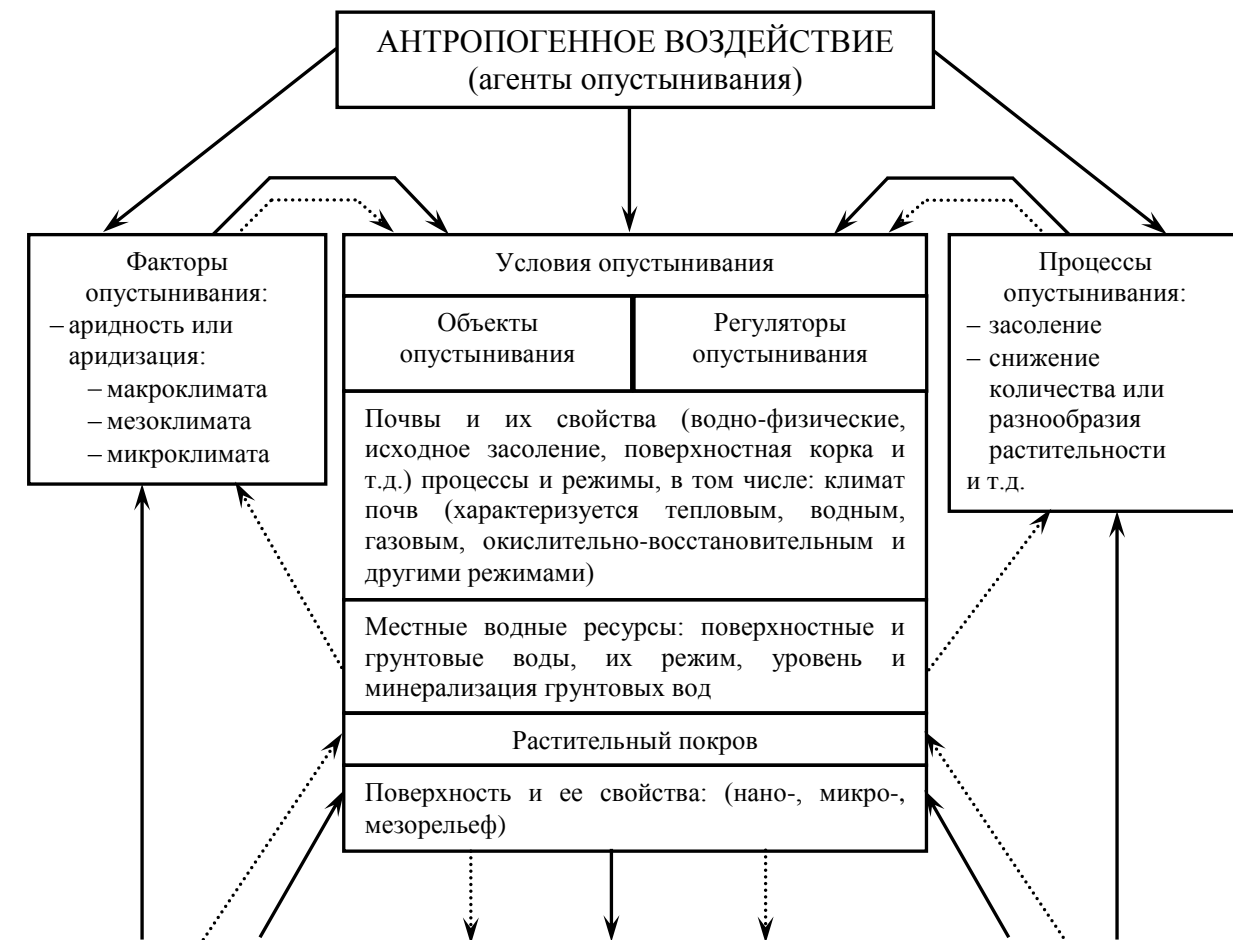 АНТРОПОГЕННОЕ ВОЗДЕЙСТВИЕ
(агенты опустынивания)
Факторы
опустынивания:
– аридность или
аридизация:
– макроклимата
– мезоклимата
– микроклимата
Условия опустынивания
Объекты
опустынивания
Регуляторы
опустынивания
Почвы и их свойства (водно-физические,
исходное засоление, поверхностная корка и
т.д.) процессы и режимы, в том числе: климат
почв (характеризуется тепловым, водным,
газовым, окислительно-восстановительным и
другими режимами)
Местные водные ресурсы: поверхностные и
грунтовые воды, их режим, уровень и
минерализация грунтовых вод
Растительный покров
Поверхность и ее свойства: (нано-, микро-,
мезорельеф)
Процессы
опустынивания:
– засоление
– снижение
количества или
разнообразия
растительности
и т.д.